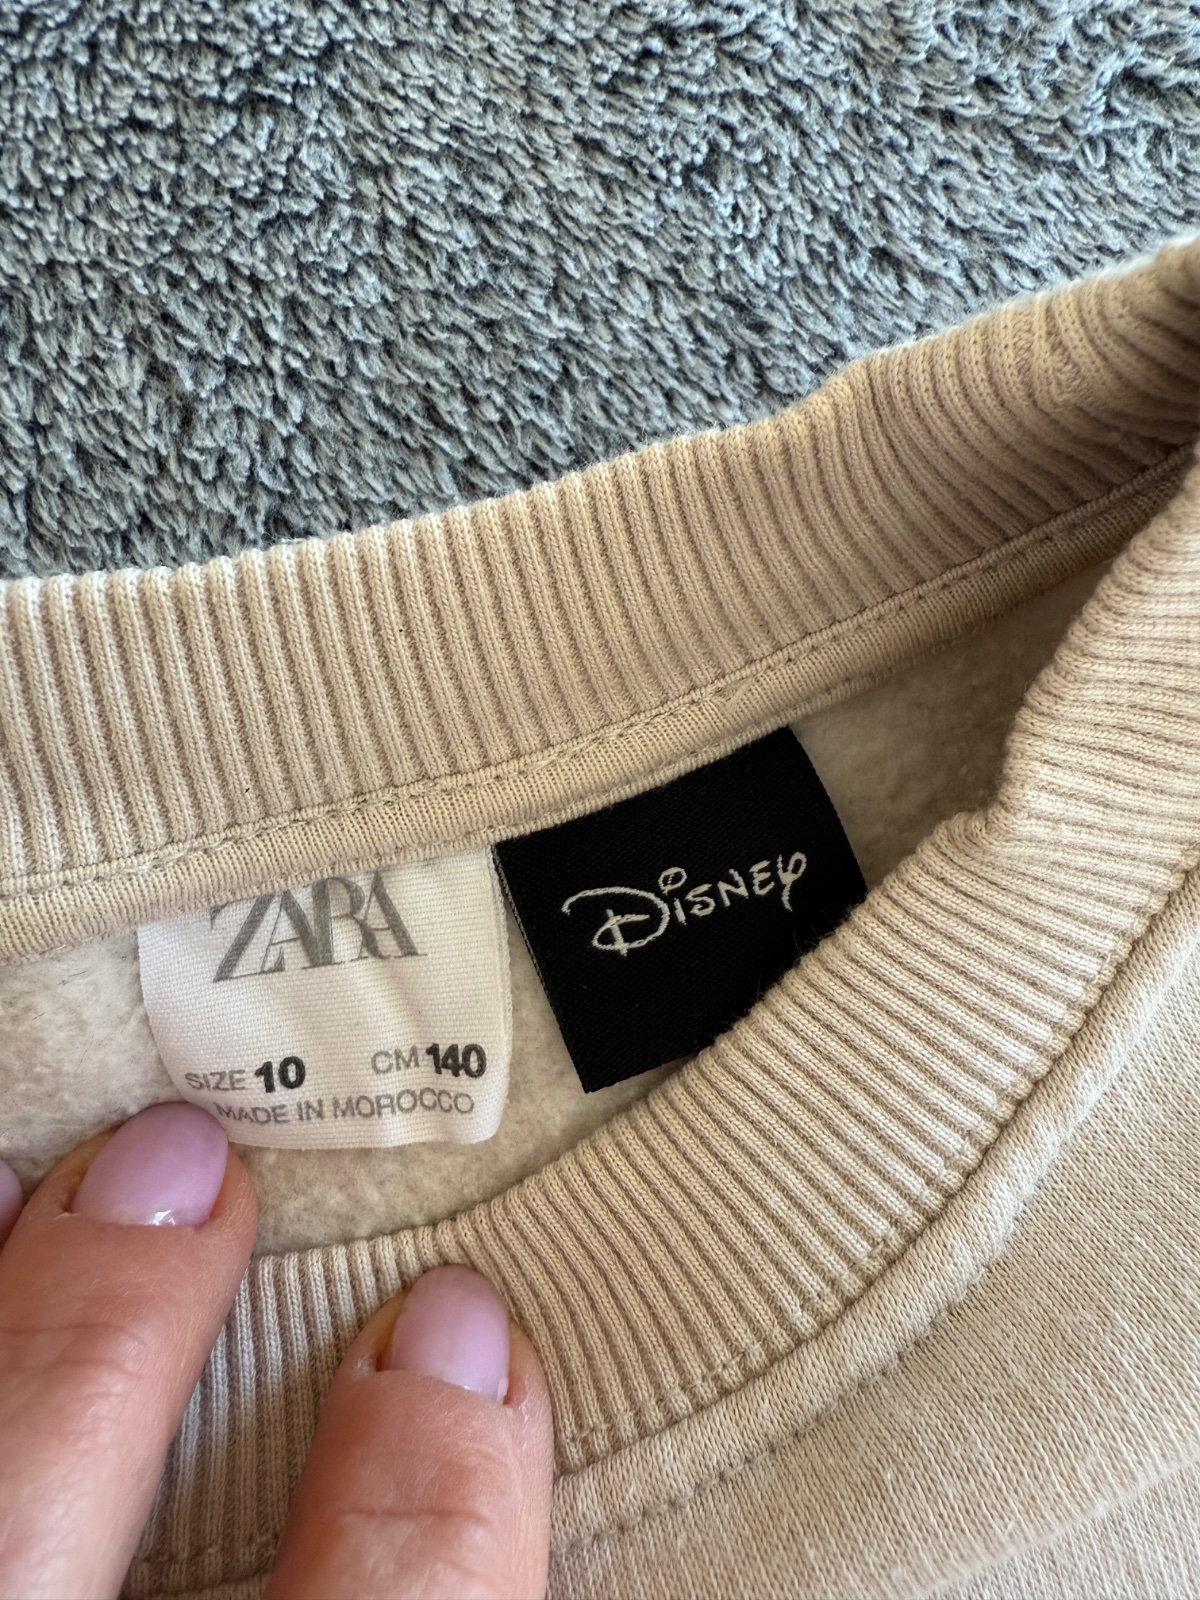 ZARA
SIZE 10 CM 140
MADE IN MOROCCO
Disney